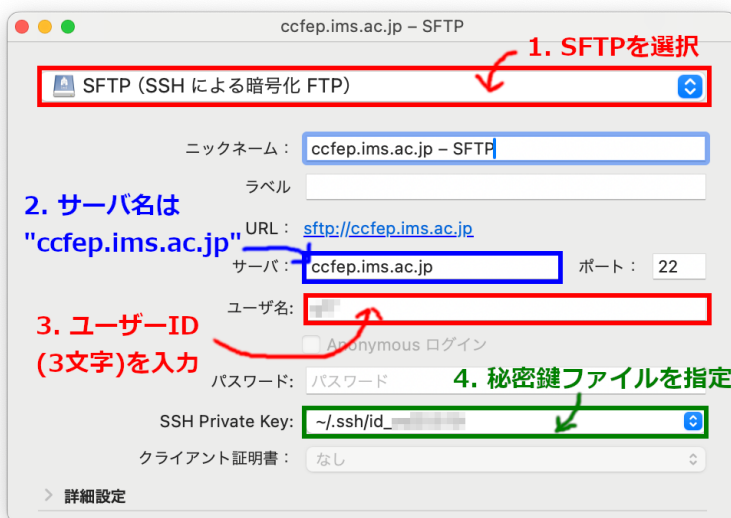 ccfep.ims.ac.jp – SFTP
1. SFTPを選択
SFTP（SSH による暗号化 FTP）
ニックネーム：
ccfep.ims.ac.jp – SFTP
ラベル
2. サーバ名は
"ccfep.ims.ac.jp"
URL：
sftp://ccfep.ims.ac.jp
サーバ：
ccfep.ims.ac.jp
ポート：
22
ユーザ名:
3. ユーザーID
(3文字)を入力
Anonymous ログイン
パスワード:
パスワード
4. 秘密鍵ファイルを指定
SSH Private Key:
~/.ssh/id_
クライアント証明書：
なし
詳細設定